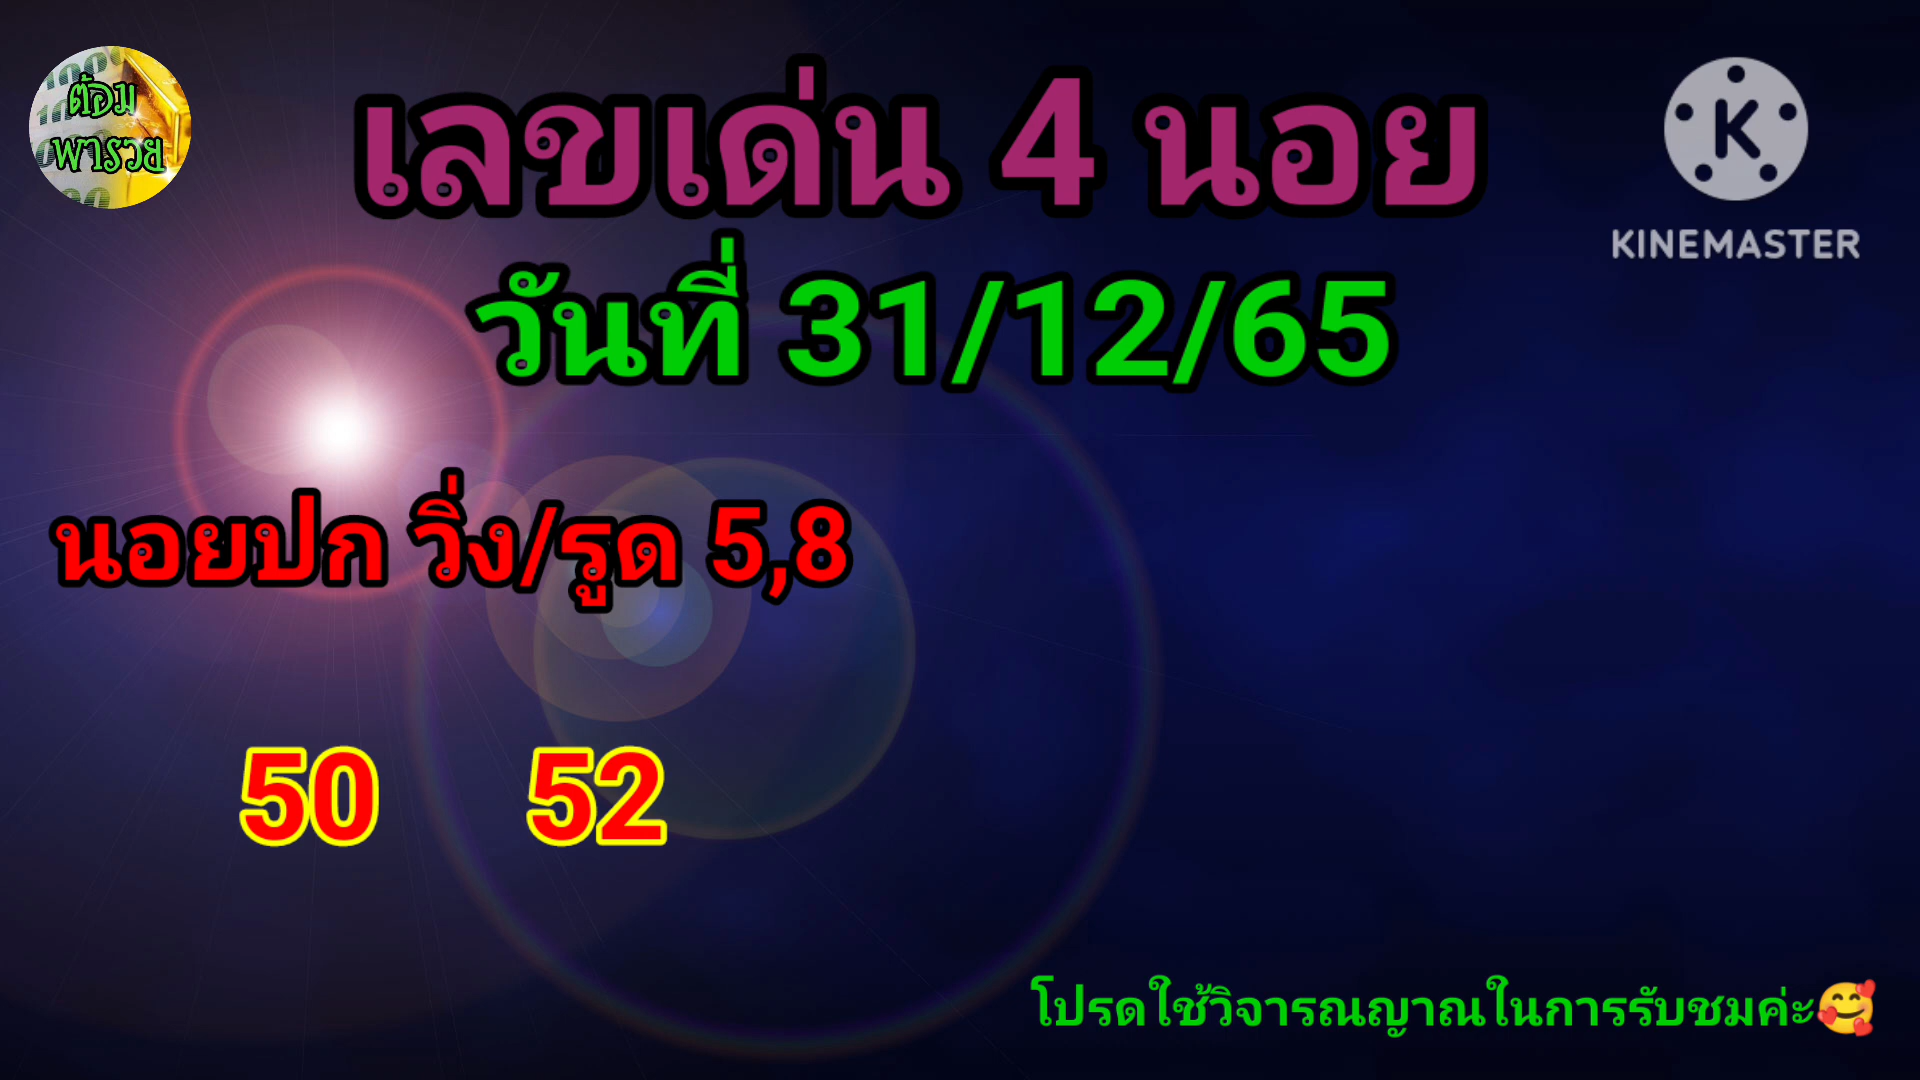 ต้อม
พารวย
เลขเด่น 4 นอย
KINEMASTER
วันที่ 31/12/65
นอยปก วิ่ง/รูด 5,8
50 52
โปรดใช้วิจารณญาณในการรับชมค่ะ🥰